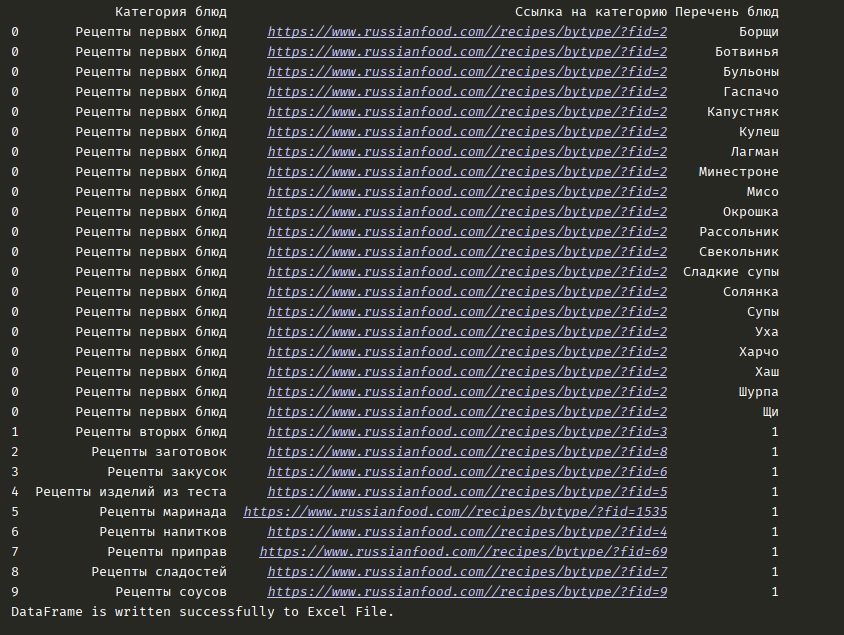 Категория блюд Ссылка на категорию Перечень блюд
0 Рецепты первых блюд https://www.russianfood.com//recipes/bytype/?fid=2 Борщи
0 Рецепты первых блюд https://www.russianfood.com//recipes/bytype/?fid=2 Ботвинья
0 Рецепты первых блюд https://www.russianfood.com//recipes/bytype/?fid=2 Бульоны
0 Рецепты первых блюд https://www.russianfood.com//recipes/bytype/?fid=2 Гаспачо
0 Рецепты первых блюд https://www.russianfood.com//recipes/bytype/?fid=2 Капустняк
0 Рецепты первых блюд https://www.russianfood.com//recipes/bytype/?fid=2 Кулеш
0 Рецепты первых блюд https://www.russianfood.com//recipes/bytype/?fid=2 Лагман
0 Рецепты первых блюд https://www.russianfood.com//recipes/bytype/?fid=2 Минестроне
0 Рецепты первых блюд https://www.russianfood.com//recipes/bytype/?fid=2 Мисо
0 Рецепты первых блюд https://www.russianfood.com//recipes/bytype/?fid=2 Окрошка
0 Рецепты первых блюд https://www.russianfood.com//recipes/bytype/?fid=2 Рассольник
0 Рецепты первых блюд https://www.russianfood.com//recipes/bytype/?fid=2 Свекольник
0 Рецепты первых блюд https://www.russianfood.com//recipes/bytype/?fid=2 Сладкие супы
0 Рецепты первых блюд https://www.russianfood.com//recipes/bytype/?fid=2 Солянка
0 Рецепты первых блюд https://www.russianfood.com//recipes/bytype/?fid=2 Супы
0 Рецепты первых блюд https://www.russianfood.com//recipes/bytype/?fid=2 Уха
0 Рецепты первых блюд https://www.russianfood.com//recipes/bytype/?fid=2 Харчо
0 Рецепты первых блюд https://www.russianfood.com//recipes/bytype/?fid=2 Хаш
0 Рецепты первых блюд https://www.russianfood.com//recipes/bytype/?fid=2 Шурпа
0 Рецепты первых блюд https://www.russianfood.com//recipes/bytype/?fid=2 Щи
1 Рецепты вторых блюд https://www.russianfood.com//recipes/bytype/?fid=3 1
2 Рецепты заготовок https://www.russianfood.com//recipes/bytype/?fid=8 1
3 Рецепты закусок https://www.russianfood.com//recipes/bytype/?fid=6 1
4 Рецепты изделий из теста https://www.russianfood.com//recipes/bytype/?fid=5 1
5 Рецепты маринада https://www.russianfood.com//recipes/bytype/?fid=1535 1
6 Рецепты напитков https://www.russianfood.com//recipes/bytype/?fid=4 1
7 Рецепты приправ https://www.russianfood.com//recipes/bytype/?fid=69 1
8 Рецепты сладостей https://www.russianfood.com//recipes/bytype/?fid=7 1
9 Рецепты соусов https://www.russianfood.com//recipes/bytype/?fid=9 1
DataFrame is written successfully to Excel File.